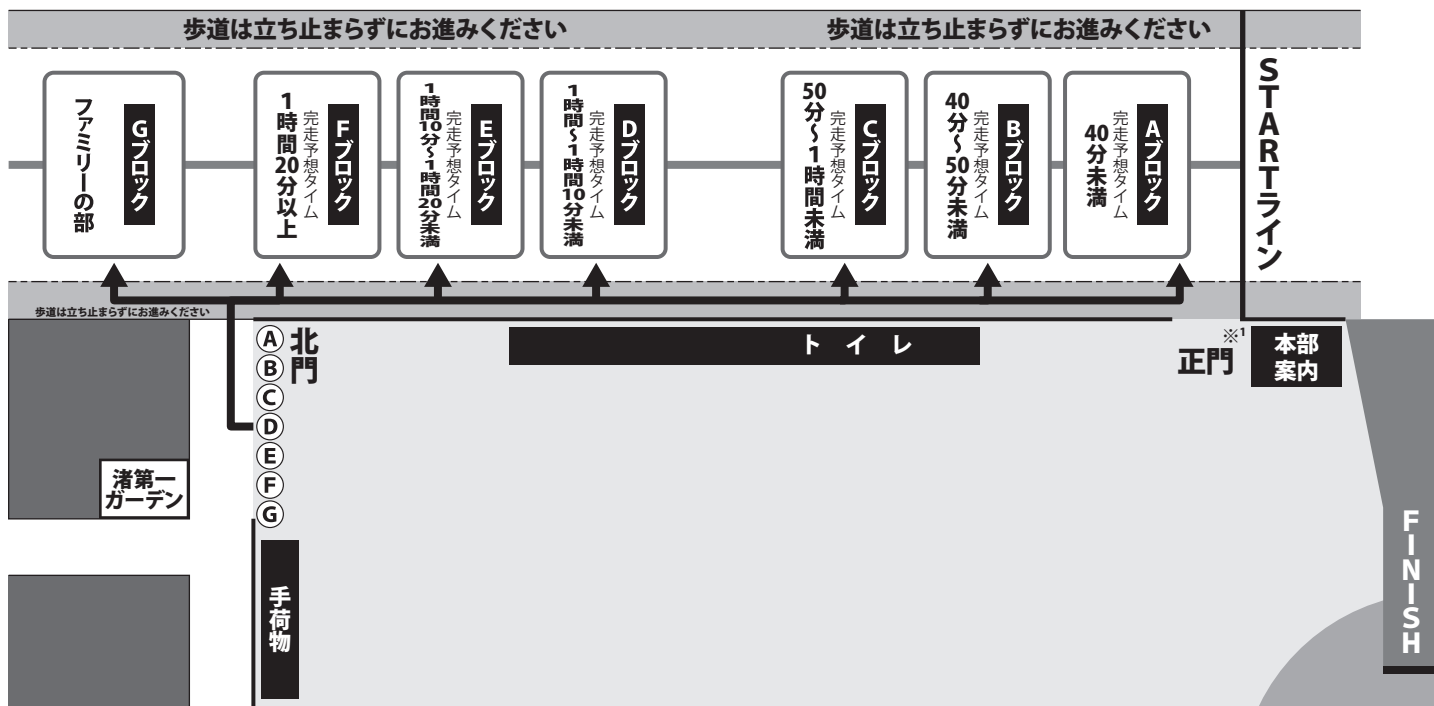 歩道は立ち止まらずにお進みください
歩道は立ち止まらずにお進みください
STARTライン
Aブロック
完走予想タイム
40分未満
Bブロック
完走予想タイム
40分〜50分未満
Cブロック
完走予想タイム
50分〜1時間未満
Dブロック
完走予想タイム
1時間〜1時間10分未満
Eブロック
完走予想タイム
1時間10分〜1時間20分未満
Fブロック
完走予想タイム
1時間20分以上
Gブロック
ファミリーの部
歩道は立ち止まらずにお進みください
北門
A
B
C
D
E
F
G
トイレ
※1
正門
本部
案内
渚第一
ガーデン
手荷物
FINISH